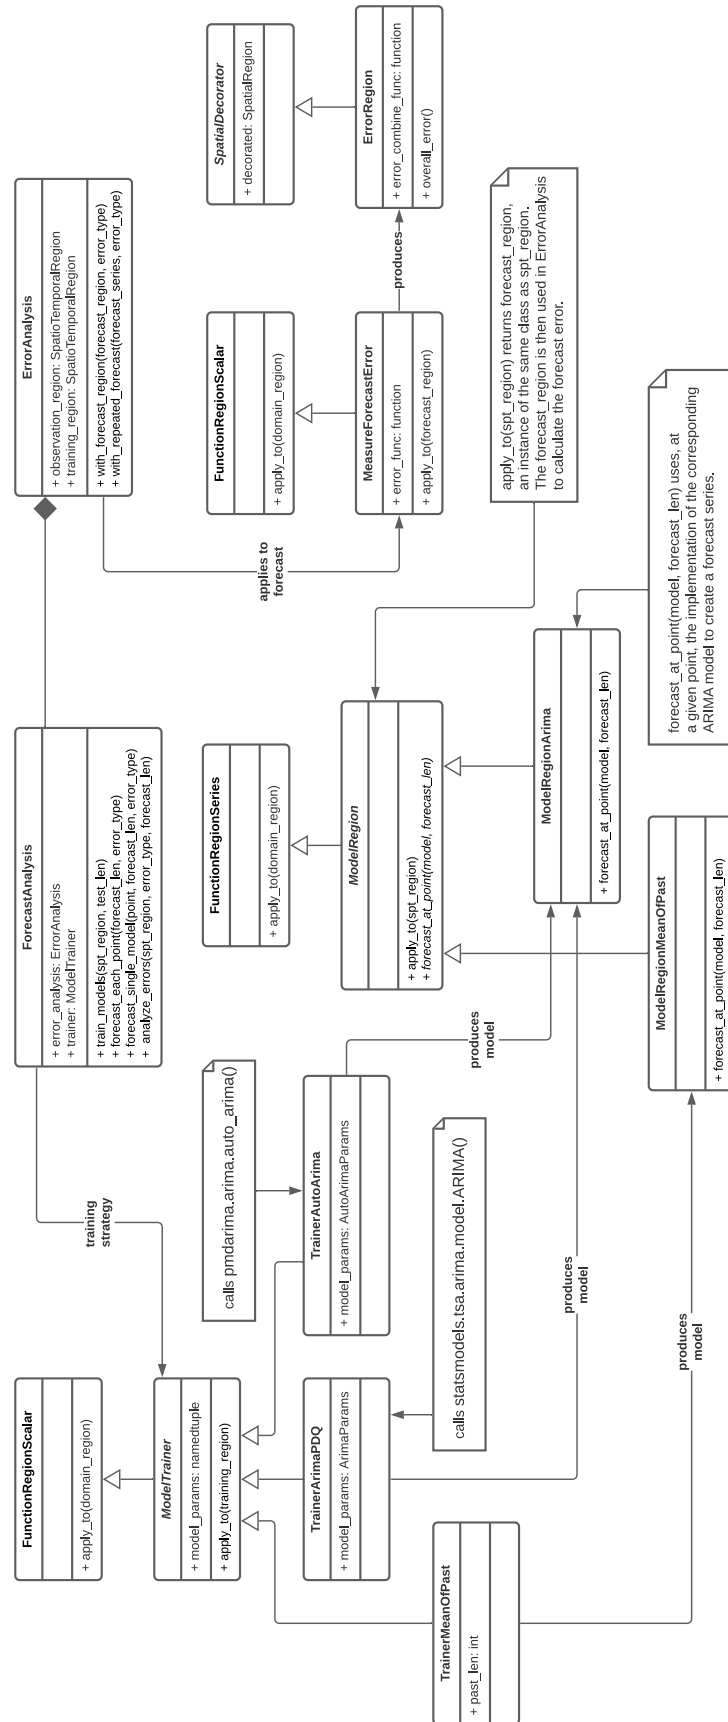 FunctionRegionScalar
+ apply_to(domain_region)
ModelTrainer
+ model_params: namedtuple
+ apply_to(training_region)
TrainerArimaPDQ
+ model_params: ArimaParams
TrainerMeanOfPast
+ past_len: int
training
strategy
calls pmdarima.arima.auto_arima()
TrainerAutoArima
+ model_params: AutoArimaParams
calls statsmodels.tsa.arima.model.ARIMA()
produces
model
produces
model
produces
model
ForecastAnalysis
+ error_analysis: ErrorAnalysis
+ trainer: ModelTrainer
+ train_models(spt_region, test_len)
+ forecast_each_point(forecast_len, error_type)
+ forecast_single_model(point, forecast_len, error_type)
+ analyze_errors(spt_region, error_type, forecast_len)
FunctionRegionSeries
+ apply_to(domain_region)
ModelRegion
+ apply_to(spt_region)
+ forecast_at_point(model, forecast_len)
ModelRegionArima
+ forecast_at_point(model, forecast_len)
ModelRegionMeanOfPast
+ forecast_at_point(model, forecast_len)
ErrorAnalysis
+ observation_region: SpatioTemporalRegion
+ training_region: SpatioTemporalRegion
+ with_forecast_region(forecast_region, error_type)
+ with_repeated_forecast((forecast_series, error_type)
applies to
forecast
FunctionRegionScalar
+ apply_to(domain_region)
MeasureForecastError
+ error_func: function
+ apply_to(forecast_region)
produces
SpatialDecorator
+ decorated: SpatialRegion
ErrorRegion
+ error_combine_func: function
+ overall_error()
apply_to(spt_region) returns forecast_region,
an instance of the same class as spt_region.
The forecast_region is then used in ErrorAnalysis
to calculate the forecast error.
forecast_at_point(model, forecast_len) uses, at
a given point, the implementation of the corresponding
ARIMA model to create a forecast series.